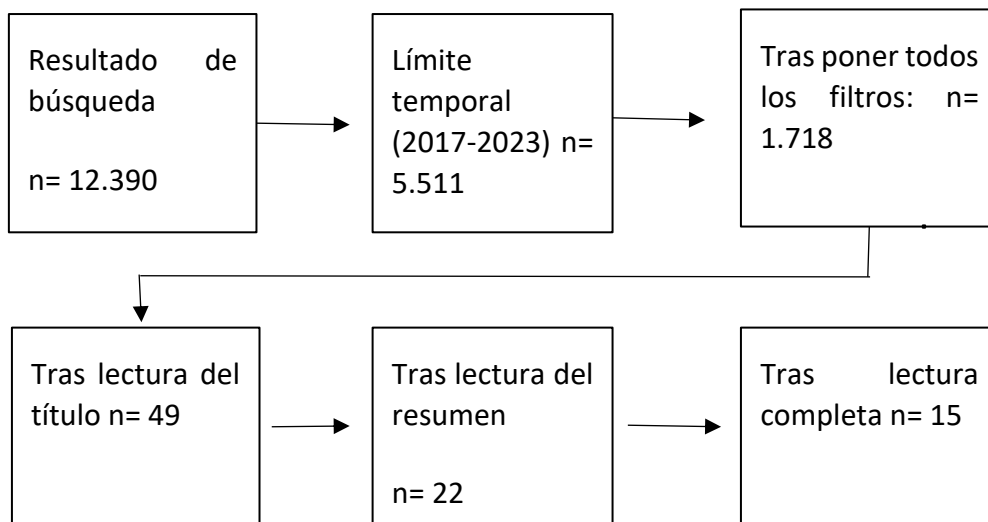 Resultado de
búsqueda
n= 12.390
Límite
temporal
(2017-2023) n=
5.511
Tras poner todos
los filtros: n=
1.718
Tras lectura del
título n= 49
Tras lectura del
resumen
n= 22
Tras lectura
completa n= 15